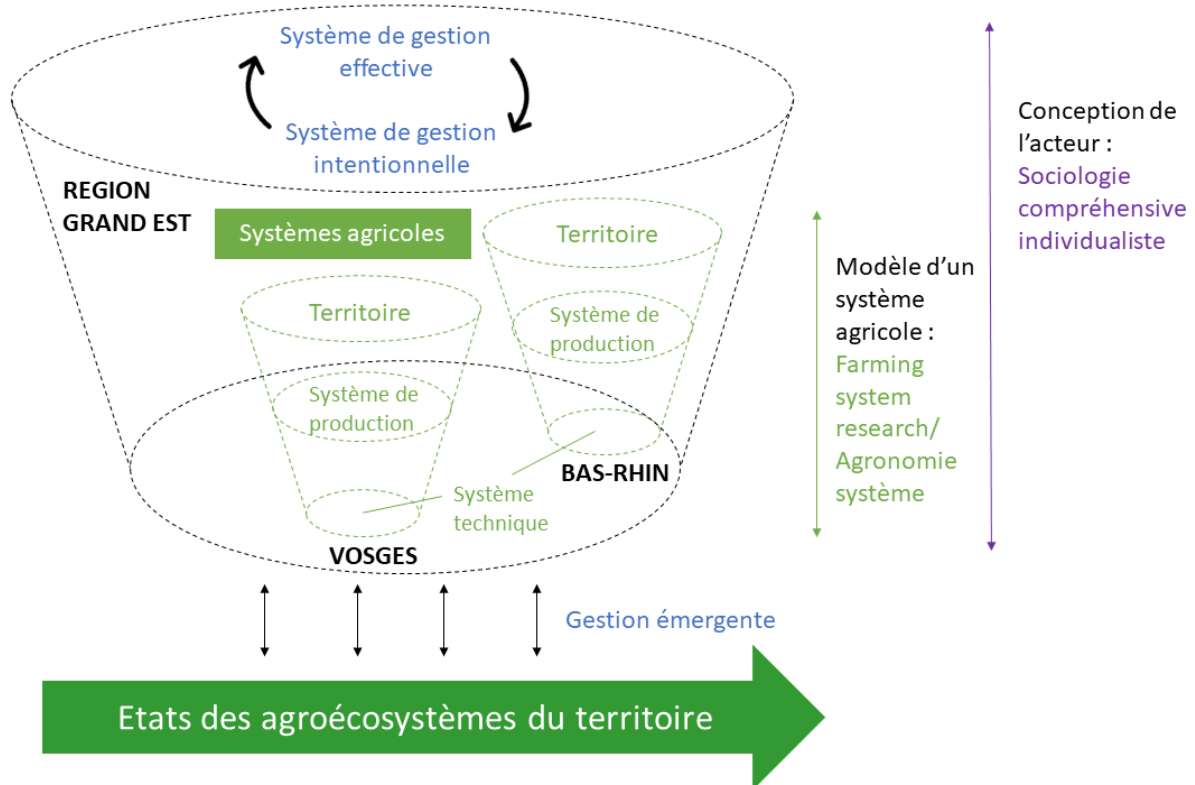 Système de gestion
effective
Système de gestion
intentionnelle
REGION
GRAND EST
Systèmes agricoles
Territoire
Système de
production
Territoire
Système de
production
BAS-RHIN
Système
technique
VOSGES
Conception de
l’acteur :
Sociologie
compréhensive
individualiste
Modèle d’un
système
agricole :
Farming
system
research/
Agronomie
système
Gestion émergente
Etats des agroécosystèmes du territoire